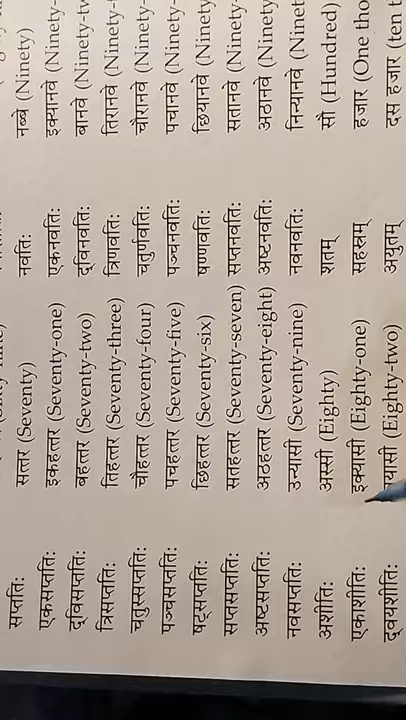 सप्ततिः सत्तर (Seventy) नवतिः नब्बे (Ninety)
एकसप्ततिः इकहत्तर (Seventy-one) एकनवतिः इक्यानवे (Ninety-
द्विसप्ततिः बहत्तर (Seventy-two) द्विनवतिः बानवे (Ninety-tw
त्रिसप्ततिः तिहत्तर (Seventy-three) त्रिणवतिः तिरानवे (Ninety-
चतुस्सप्ततिः चौहत्तर (Seventy-four) चतुर्णवतिः चौरानवे (Ninety-
पञ्चसप्ततिः पचहत्तर (Seventy-five) पञ्चनवतिः पचानवे (Ninety-
षट्सप्ततिः छिहत्तर (Seventy-six) षण्णवतिः छियानवे (Ninety
सप्तसप्ततिः सतहत्तर (Seventy-seven) सप्तनवतिः सतानवे (Ninety
अष्टसप्ततिः अठहत्तर (Seventy-eight) अष्टनवतिः अठानवे (Ninety
नवसप्ततिः उन्यासी (Seventy-nine) नवनवतिः निन्यानवे (Ninet
अशीतिः अस्सी (Eighty) शतम् सौ (Hundred)
एकाशीतिः इक्यासी (Eighty-one) सहस्रम् हजार (One tho
द्वयशीतिः (Eighty-two) अयुतम् दस हजार (ten t